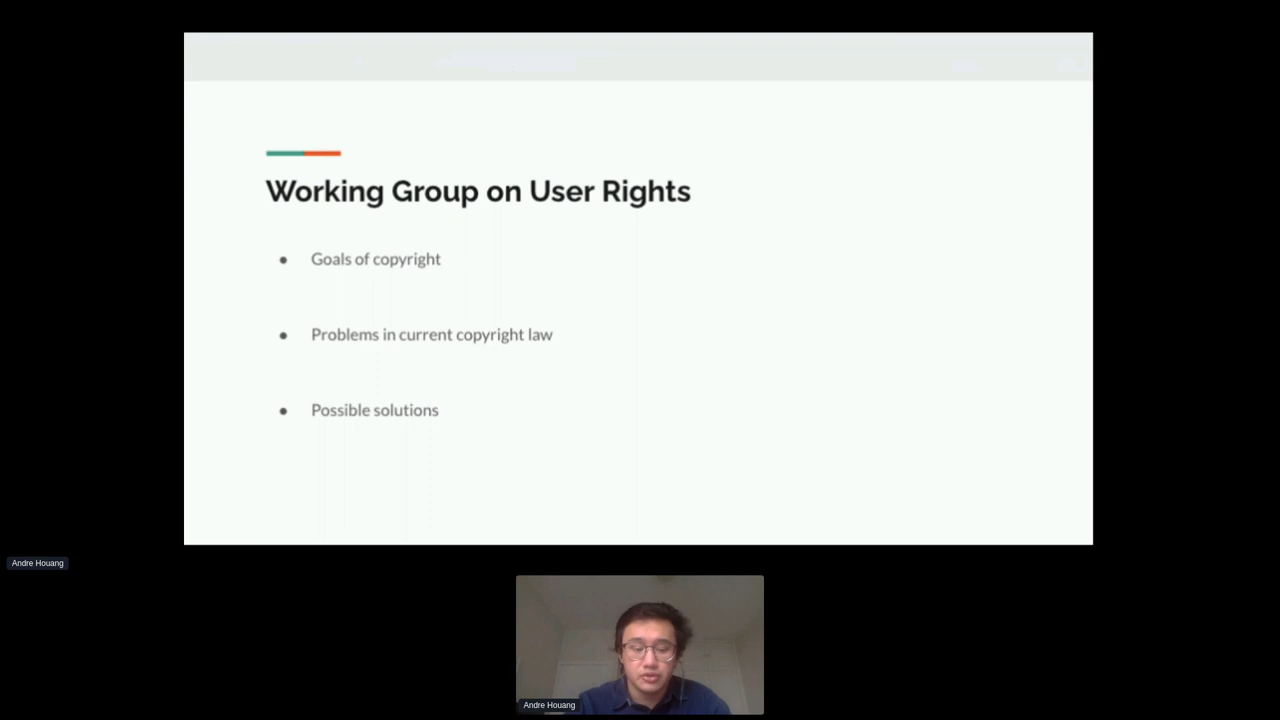 Working Group on User Rights
● Goals of copyright
● Problems in current copyright law
● Possible solutions
Andre Houang
Andre Houang